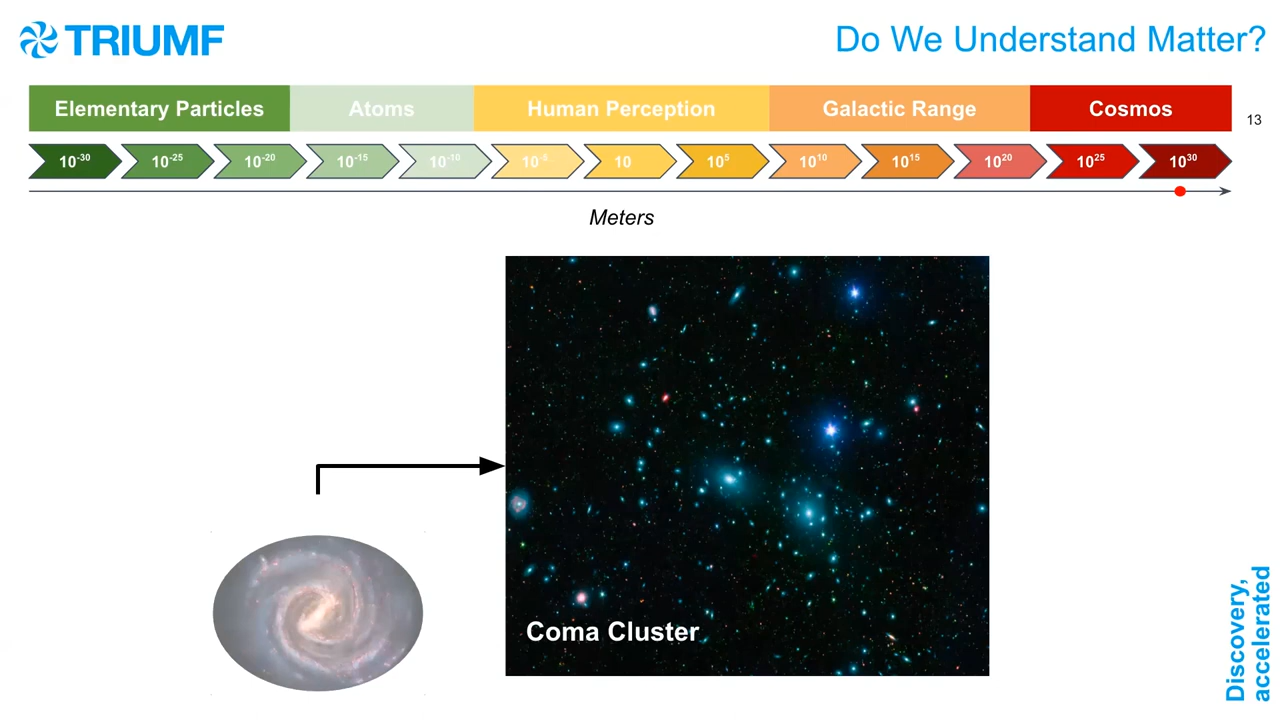 TRIUMF
Do We Understand Matter?
Elementary Particles Atoms Human Perception Galactic Range Cosmos
13
10⁻³⁰ 10⁻²⁵ 10⁻²⁰ 10⁻¹⁵ 10⁻¹⁰ 10⁻⁵ 10 10⁵ 10¹⁰ 10¹⁵ 10²⁰ 10²⁵ 10³⁰
Meters
Coma Cluster
Discovery,
accelerated